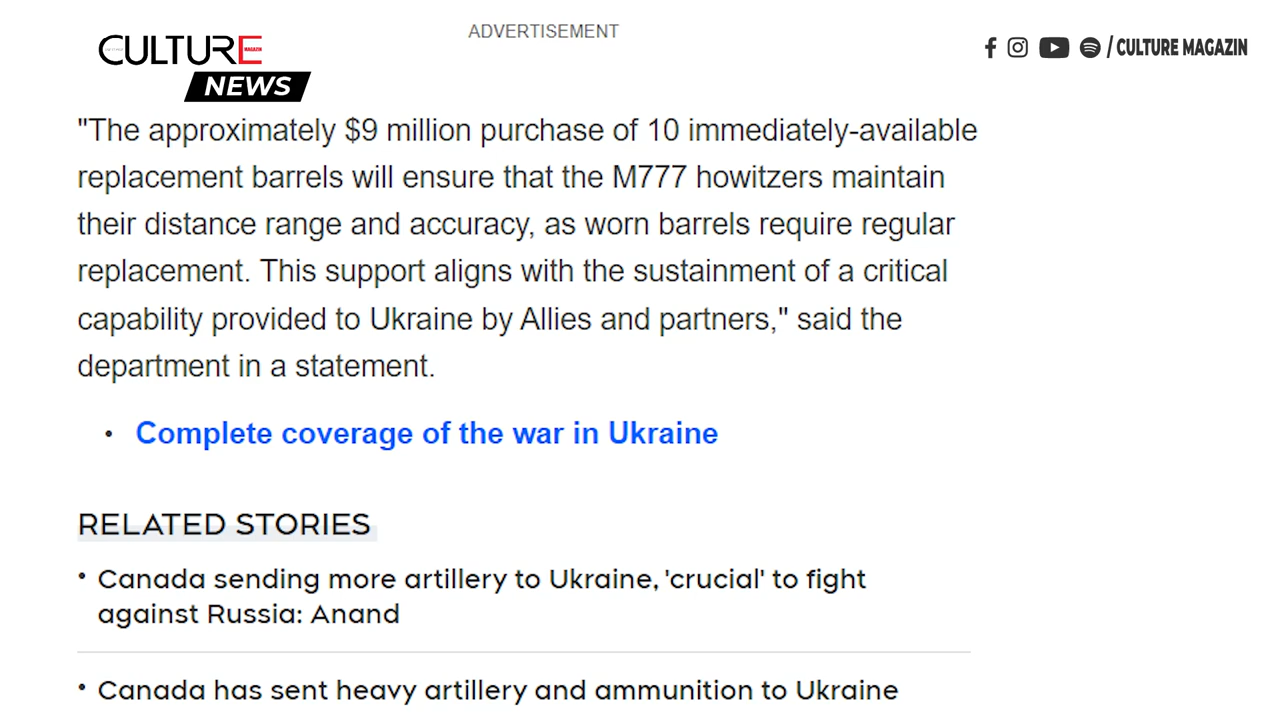 ADVERTISEMENT
CULTURE
NEWS
/ CULTURE MAGAZIN
"The approximately $9 million purchase of 10 immediately-available
replacement barrels will ensure that the M777 howitzers maintain
their distance range and accuracy, as worn barrels require regular
replacement. This support aligns with the sustainment of a critical
capability provided to Ukraine by Allies and partners," said the
department in a statement.
• Complete coverage of the war in Ukraine
RELATED STORIES
• Canada sending more artillery to Ukraine, 'crucial' to fight
against Russia: Anand
• Canada has sent heavy artillery and ammunition to Ukraine